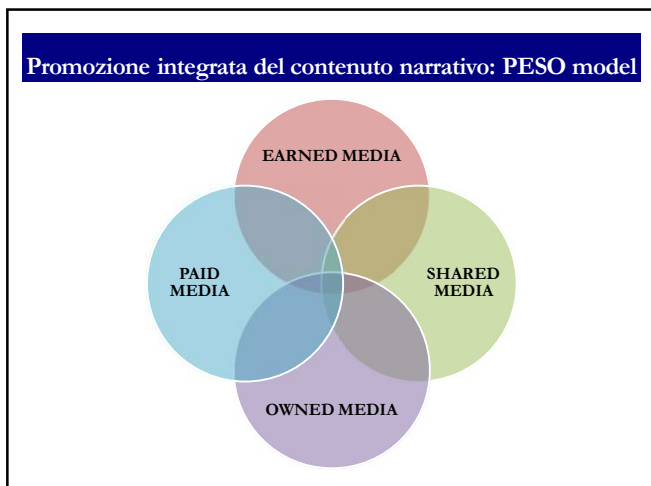 Promozione integrata del contenuto narrativo: PESO model
EARNED MEDIA
PAID
MEDIA
SHARED
MEDIA
OWNED MEDIA